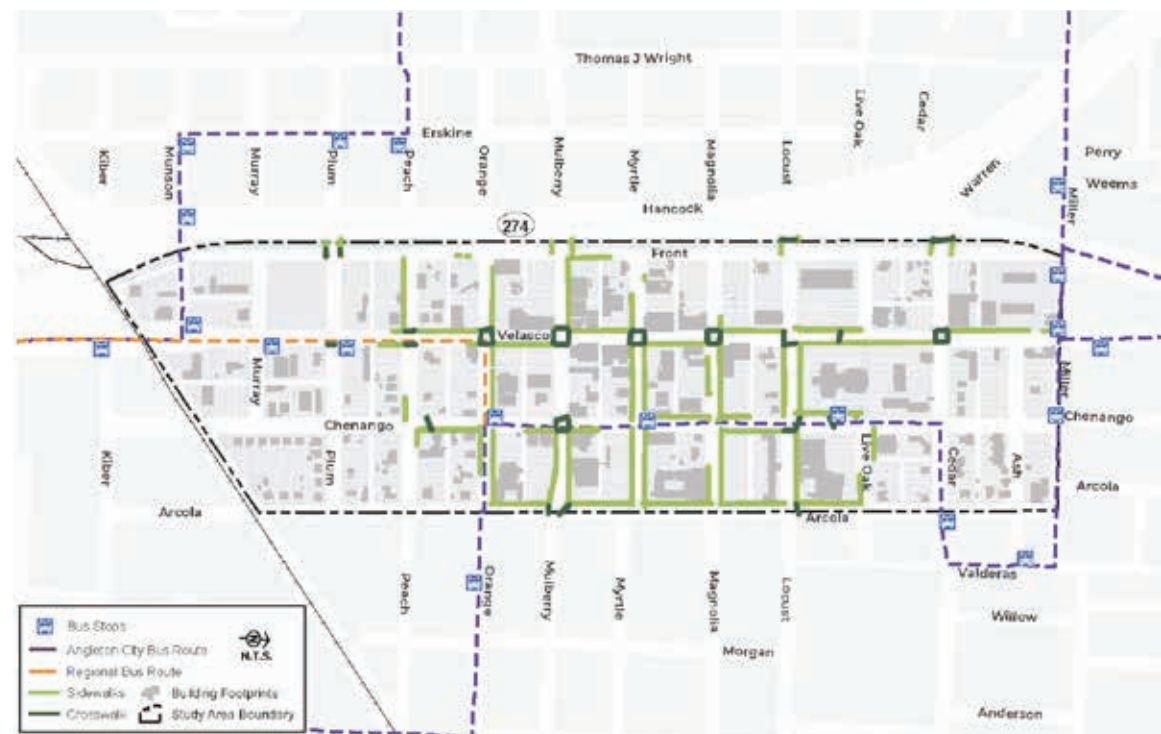 Thomas J Wright
Erskine
Kiber
Munson
Murray
Plum
Peach
Orange
Mulberry
Myrtle
Magnolia
Locust
Live Oak
Cedar
Warren
Perry
Weems
Miller
Hancock
274
Front
Velasco
Murray
Miller
Chenango
Chenango
Kiber
Plum
Live Oak
Cedar
Ash
Arcola
Arcola
Arcola
Peach
Orange
Mulberry
Myrtle
Magnolia
Locust
Valderas
Willow
Morgan
Anderson
Bus Stops
Angleton City Bus Route
N.T.S.
Regional Bus Route
Sidewalks
Building Footprints
Crosswalk
Study Area Boundary